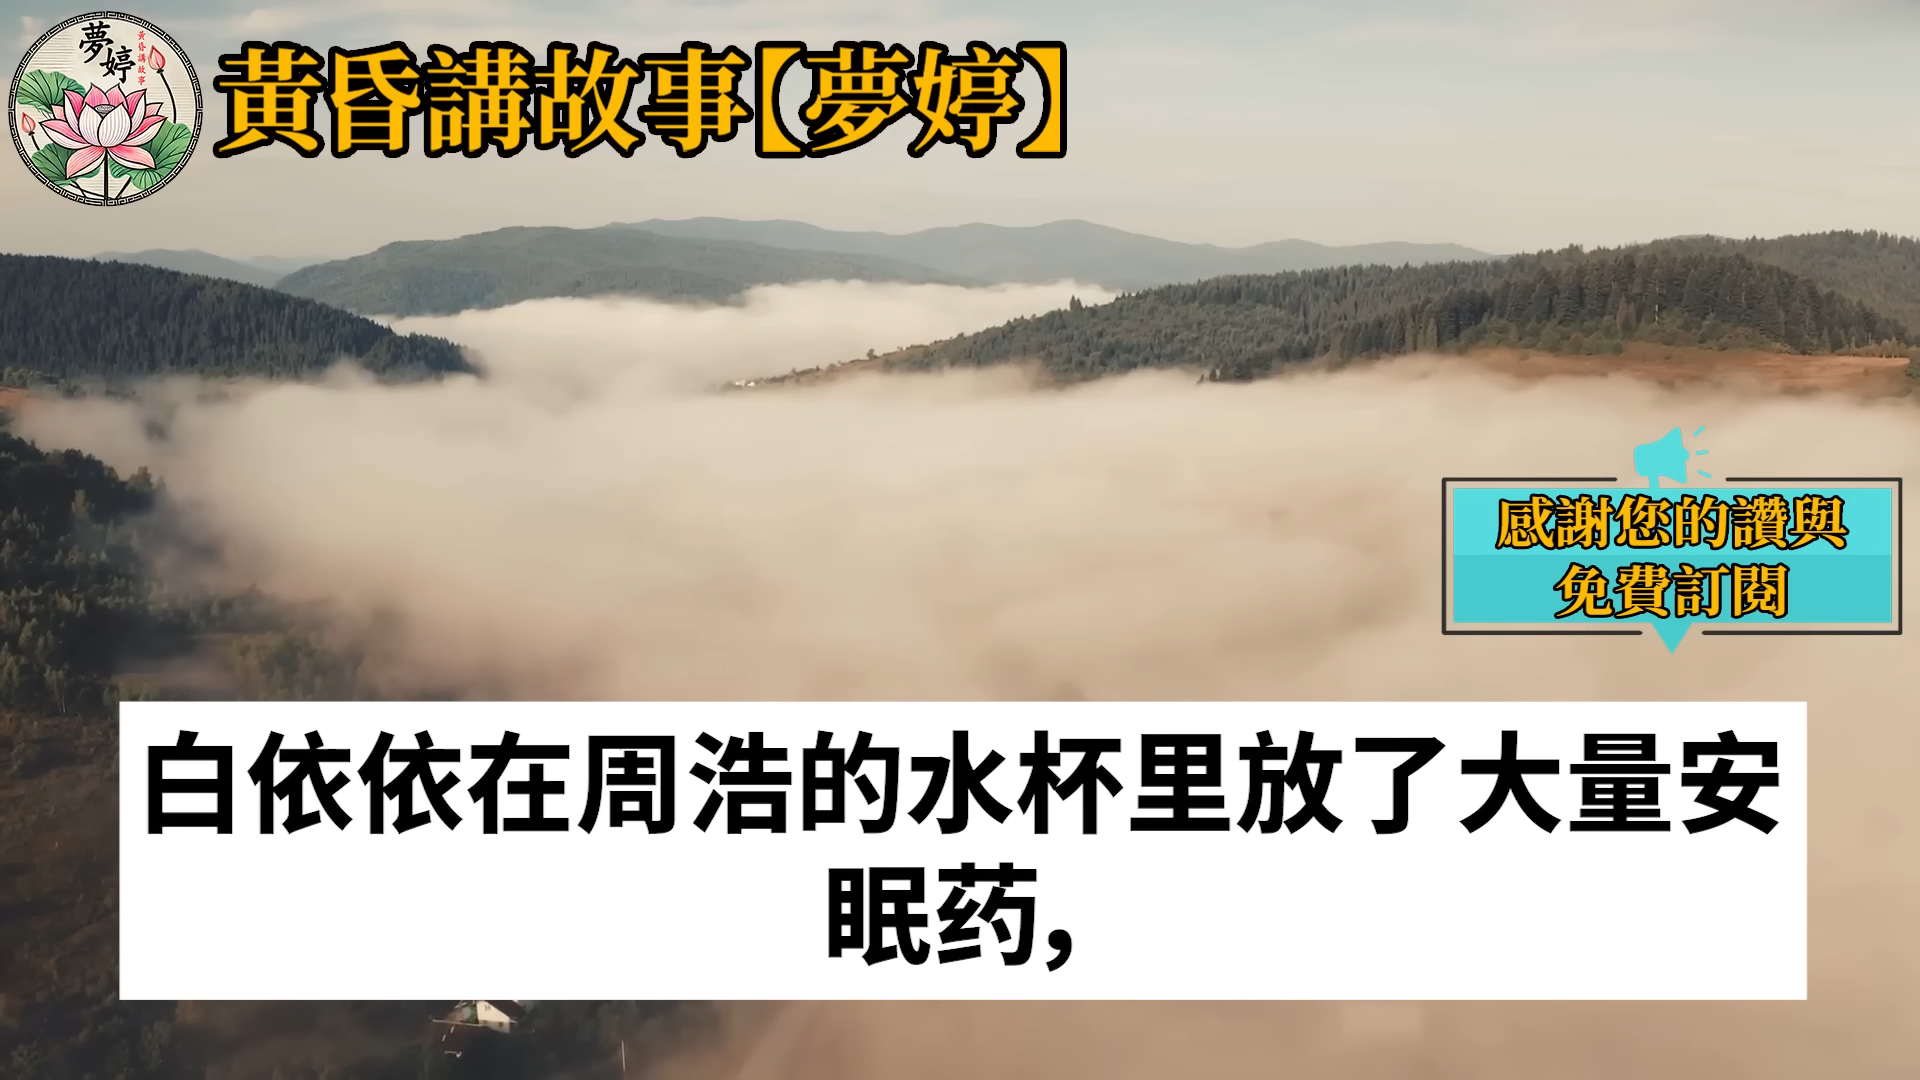 夢婷
黃昏講故事
黃昏講故事【夢婷】
感謝您的讚與
免費訂閱
白依依在周浩的水杯里放了大量安
眠药,